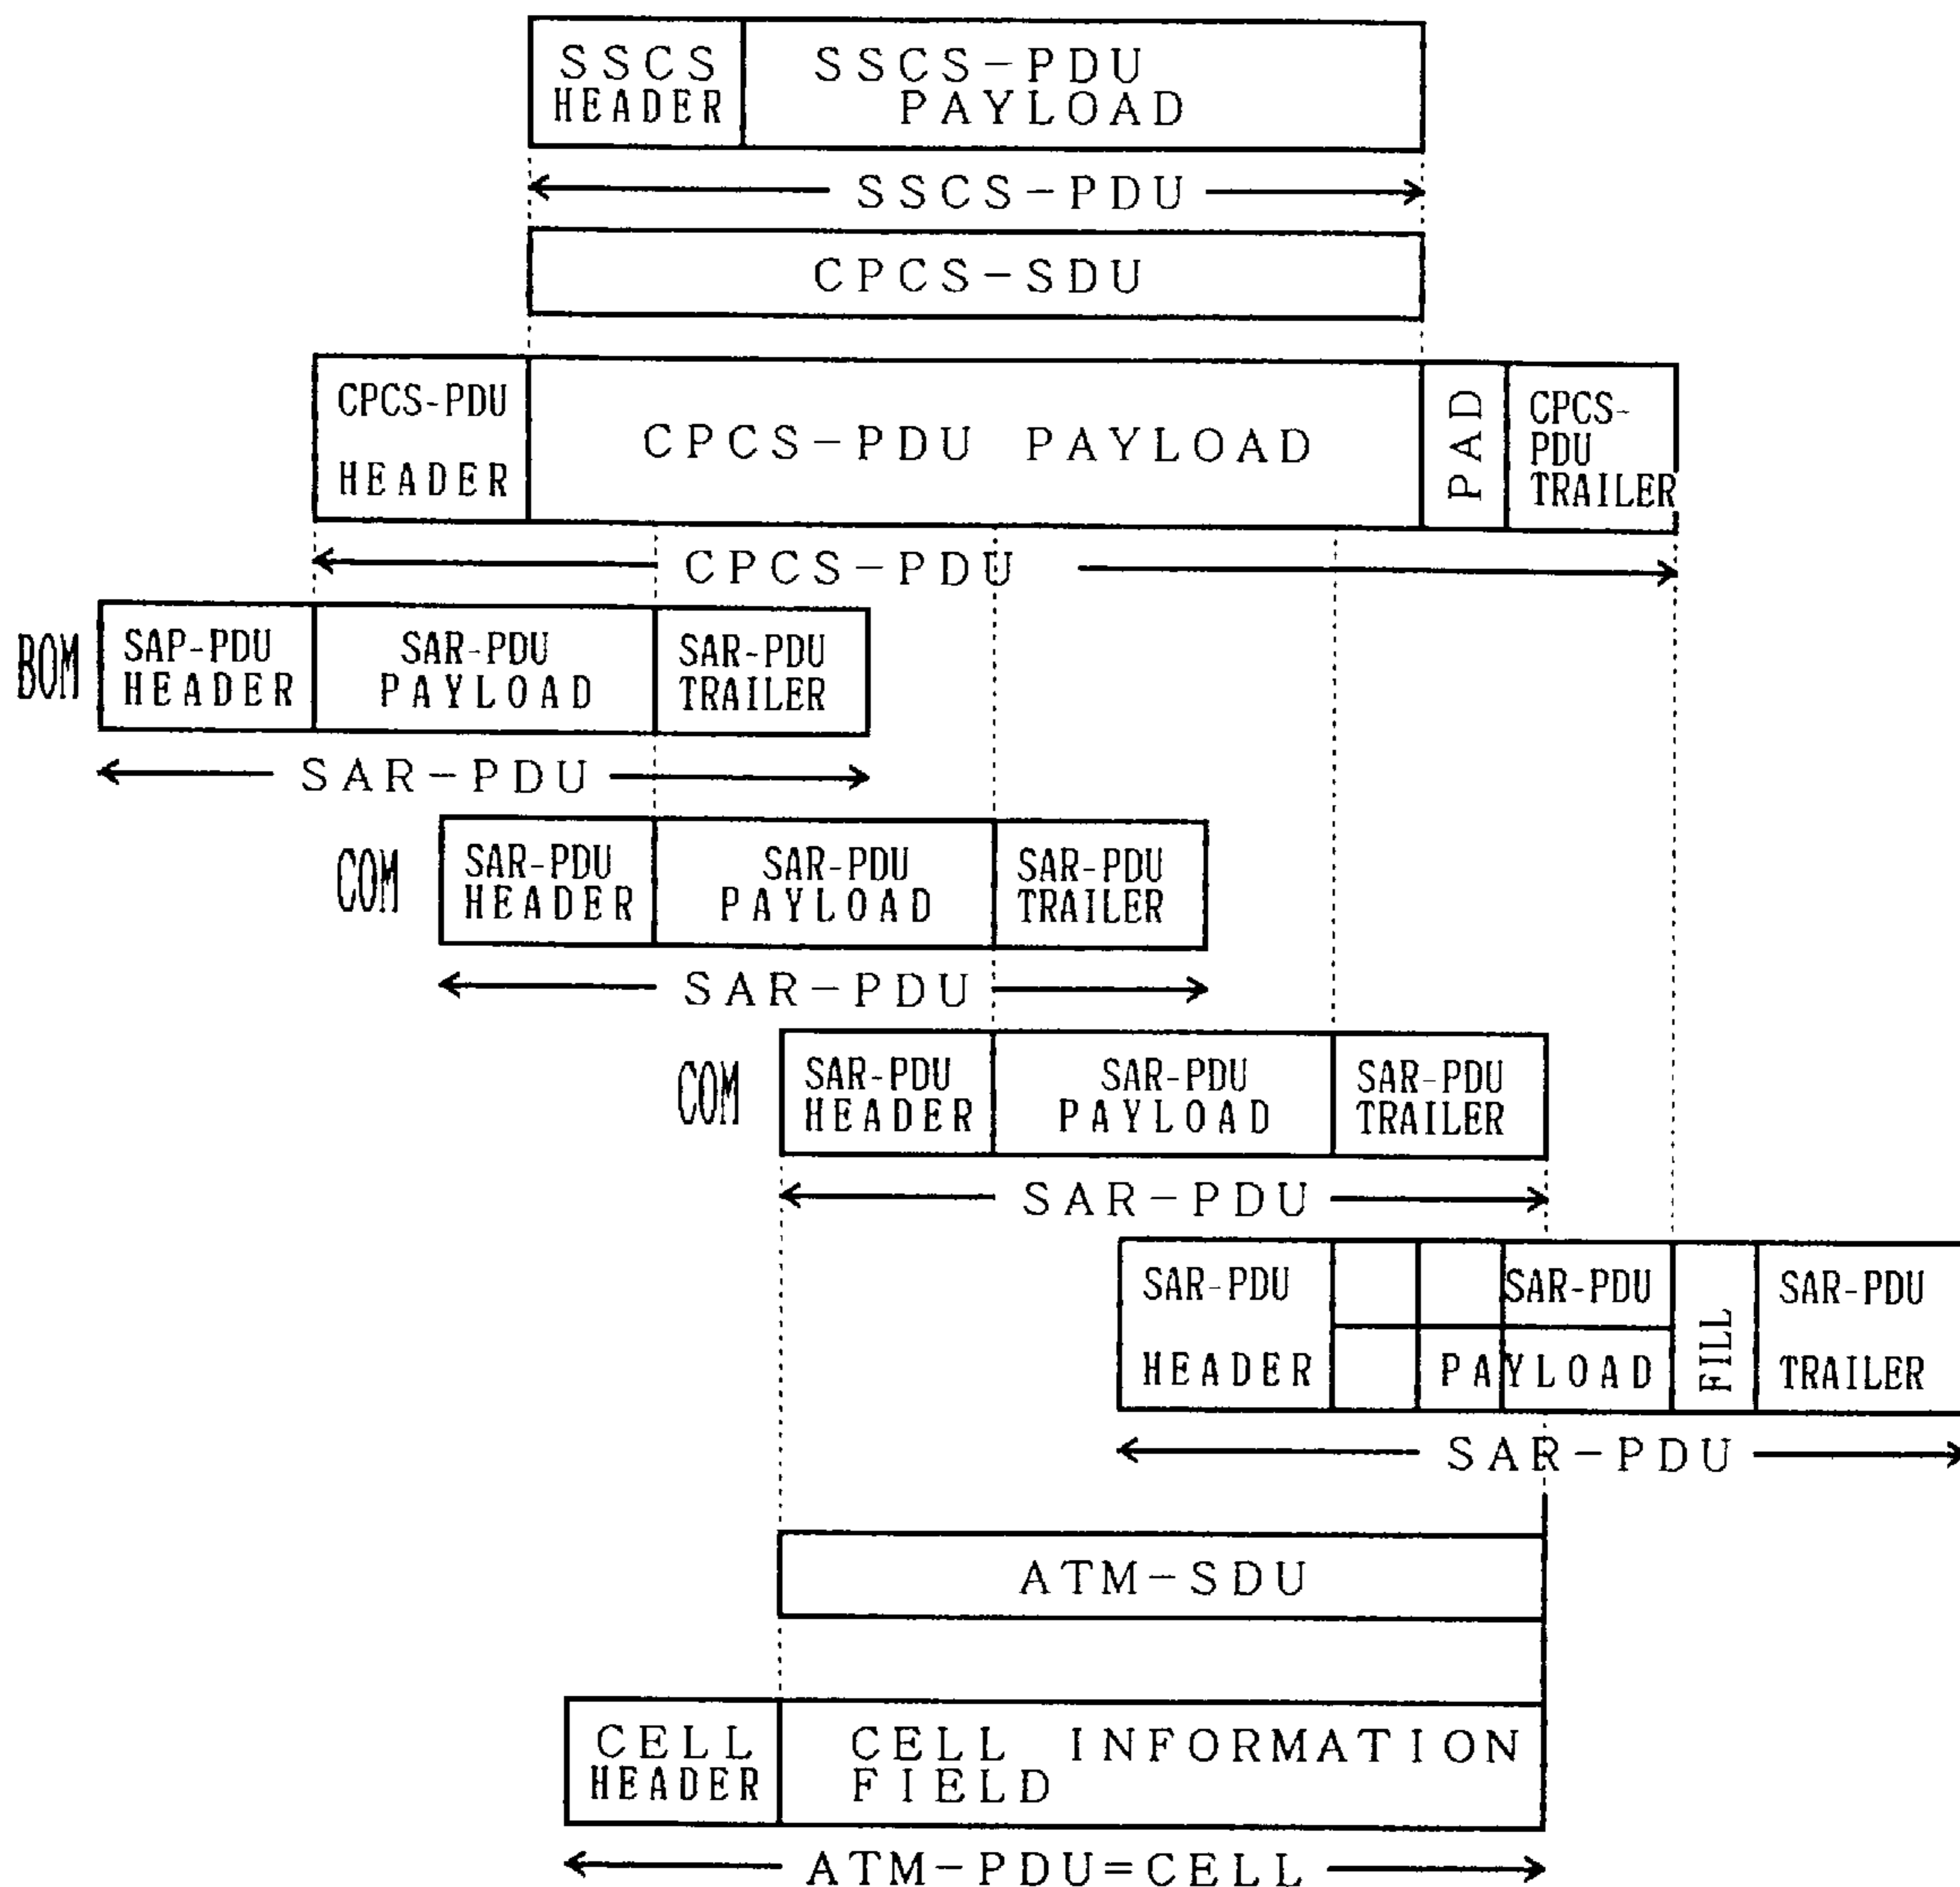 SSCS
HEADER
SSCS-PDU
PAYLOAD
SSCS-PDU
CPCS-SDU
CPCS-PDU
HEADER
CPCS-PDU PAYLOAD
PAD
CPCS-
PDU
TRAILER
CPCS-PDU
BOM
SAP-PDU
HEADER
SAR-PDU
PAYLOAD
SAR-PDU
TRAILER
SAR-PDU
COM
SAR-PDU
HEADER
SAR-PDU
PAYLOAD
SAR-PDU
TRAILER
SAR-PDU
COM
SAR-PDU
HEADER
SAR-PDU
PAYLOAD
SAR-PDU
TRAILER
SAR-PDU
SAR-PDU
HEADER
SAR-PDU
PAYLOAD
FILL
SAR-PDU
TRAILER
SAR-PDU
ATM-SDU
CELL
HEADER
CELL INFORMATION
FIELD
ATM-PDU=CELL